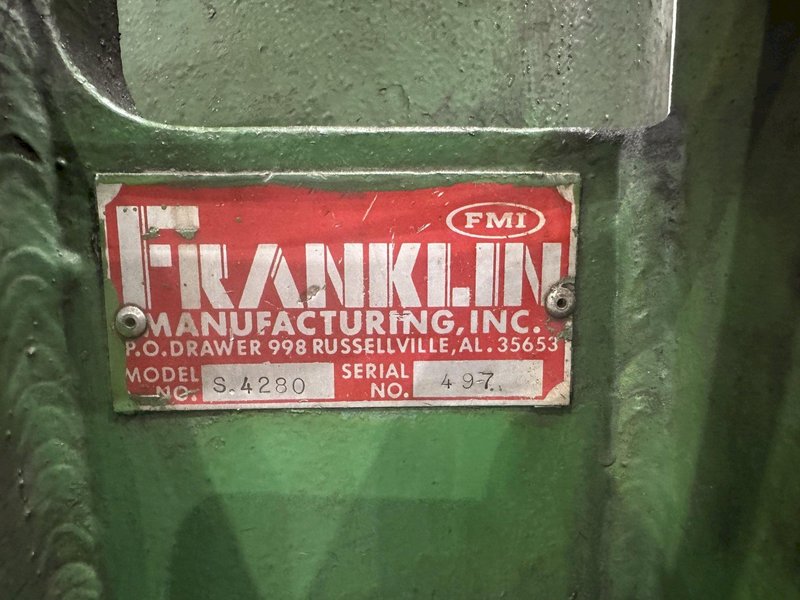 FMI
FRANKLIN
MANUFACTURING, INC.
P.O. DRAWER 998 RUSSELLVILLE, AL. 35653
MODEL NO. S.4280 SERIAL NO. 497